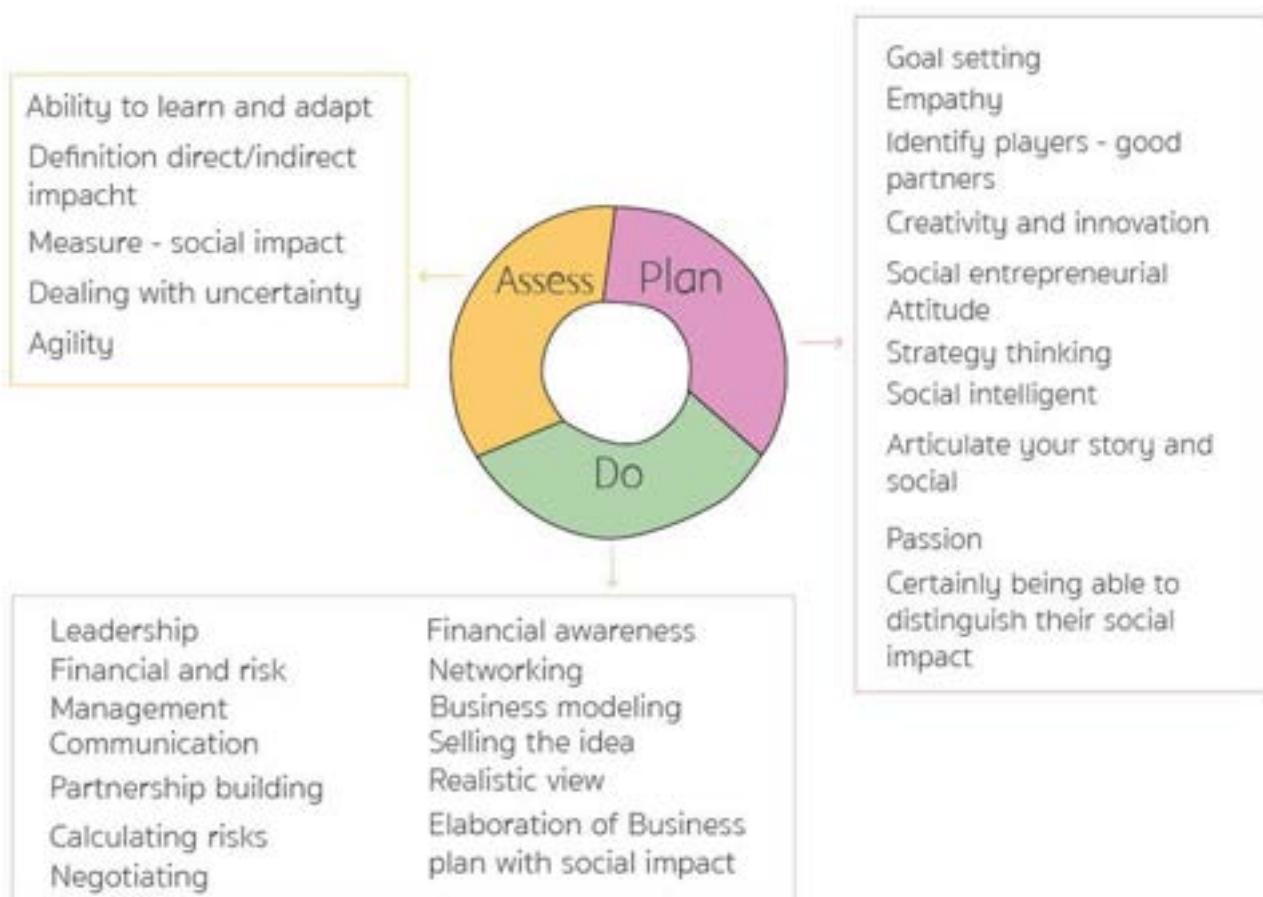 Ability to learn and adapt
Definition direct/indirect
impacht
Measure - social impact
Dealing with uncertainty
Agility
Assess
Plan
Do
Goal setting
Empathy
Identify players - good
partners
Creativity and innovation
Social entrepreneurial
Attitude
Strategy thinking
Social intelligent
Articulate your story and
social
Passion
Certainly being able to
distinguish their social
impact
Leadership
Financial and risk
Management
Communication
Partnership building
Calculating risks
Negotiating
Financial awareness
Networking
Business modeling
Selling the idea
Realistic view
Elaboration of Business
plan with social impact